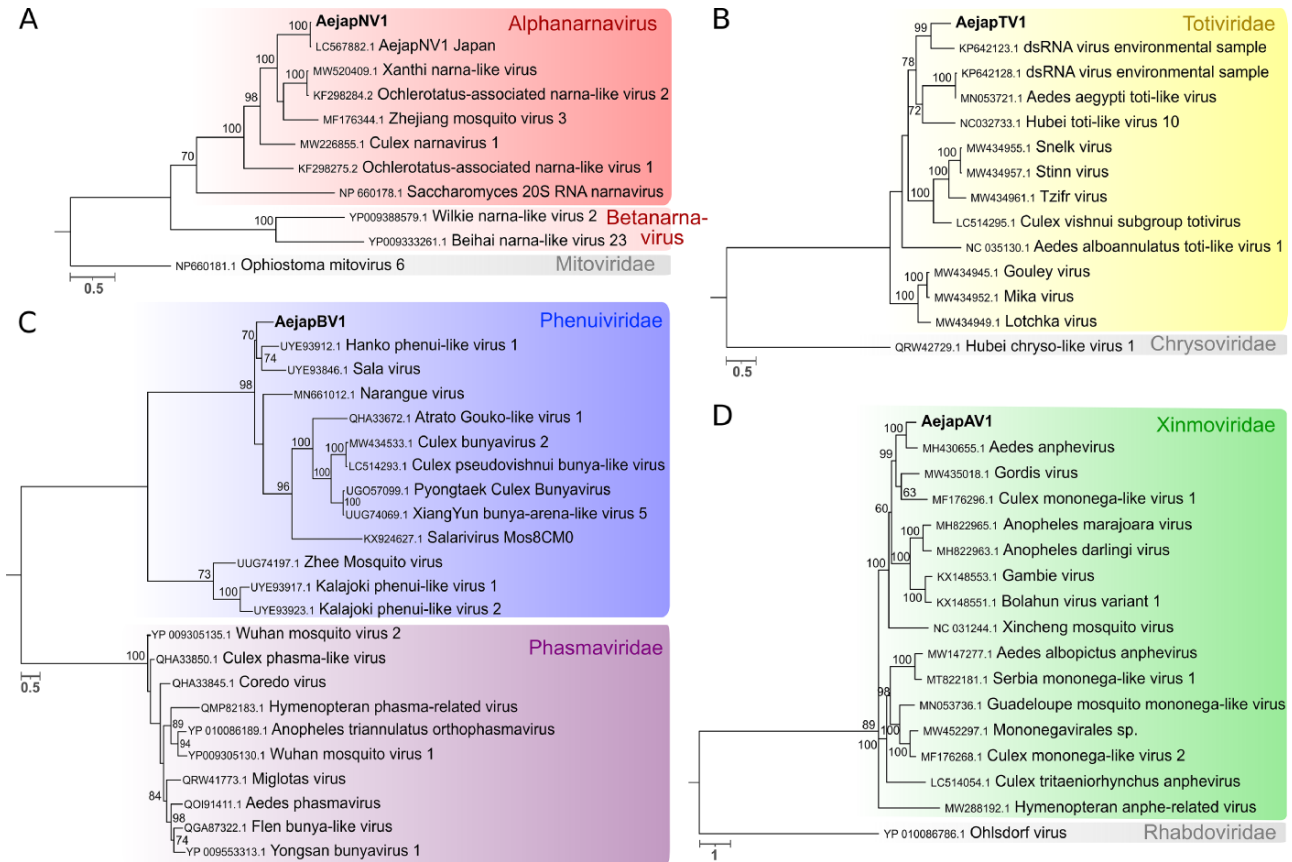 A
Alphanarnavirus
AejapNV1
LC567882.1 AejapNV1 Japan
MW520409.1 Xanthi narna-like virus
KF298284.2 Ochlerotatus-associated narna-like virus 2
MF176344.1 Zhejiang mosquito virus 3
MW226855.1 Culex narnavirus 1
KF298275.2 Ochlerotatus-associated narna-like virus 1
NP 660178.1 Saccharomyces 20S RNA narnavirus
YP009388579.1 Wilkie narna-like virus 2
YP009333261.1 Beihai narna-like virus 23
Betanarna-
virus
NP660181.1 Ophiostoma mitovirus 6
Mitoviridae
100
100
100
98
100
70
100
0.5
B
Totiviridae
AejapTV1
KP642123.1 dsRNA virus environmental sample
KP642128.1 dsRNA virus environmental sample
MN053721.1 Aedes aegypti toti-like virus
NC032733.1 Hubei toti-like virus 10
MW434955.1 Snelk virus
MW434957.1 Stinn virus
MW434961.1 Tzifr virus
LC514295.1 Culex vishnui subgroup totivirus
NC 035130.1 Aedes alboannulatus toti-like virus 1
MW434945.1 Gouley virus
MW434952.1 Mika virus
MW434949.1 Lotchka virus
QRW42729.1 Hubei chryso-like virus 1
Chrysoviridae
99
78
100
72
100
100
100
100
0.5
C
Phenuiviridae
AejapBV1
UYE93912.1 Hanko phenui-like virus 1
UYE93846.1 Sala virus
MN661012.1 Narangue virus
QHA33672.1 Atrato Gouko-like virus 1
MW434533.1 Culex bunyavirus 2
LC514293.1 Culex pseudovishnui bunya-like virus
UGO57099.1 Pyongtaek Culex Bunyavirus
UUG74069.1 XiangYun bunya-arena-like virus 5
KX924627.1 Salarivirus Mos8CM0
UUG74197.1 Zhee Mosquito virus
UYE93917.1 Kalajoki phenui-like virus 1
UYE93923.1 Kalajoki phenui-like virus 2
70
74
98
100
100
100
100
96
73
100
Phasmaviridae
YP 009305135.1 Wuhan mosquito virus 2
QHA33850.1 Culex phasma-like virus
QHA33845.1 Coredo virus
QMP82183.1 Hymenopteran phasma-related virus
YP 010086189.1 Anopheles triannulatus orthophasmavirus
YP009305130.1 Wuhan mosquito virus 1
QRW41773.1 Miglotas virus
QOI91411.1 Aedes phasmavirus
QGA87322.1 Flen bunya-like virus
YP 009553313.1 Yongsan bunyavirus 1
100
89
94
84
98
74
0.5
D
Xinmoviridae
AejapAV1
MH430655.1 Aedes anphevirus
MW435018.1 Gordis virus
MF176296.1 Culex mononega-like virus 1
MH822965.1 Anopheles marajoara virus
MH822963.1 Anopheles darlingi virus
KX148553.1 Gambie virus
KX148551.1 Bolahun virus variant 1
NC 031244.1 Xincheng mosquito virus
MW147277.1 Aedes albopictus anphevirus
MT822181.1 Serbia mononega-like virus 1
MN053736.1 Guadeloupe mosquito mononega-like virus
MW452297.1 Mononegavirales sp.
MF176268.1 Culex mononega-like virus 2
LC514054.1 Culex tritaeniorhynchus anphevirus
MW288192.1 Hymenopteran anphe-related virus
YP 010086786.1 Ohlsdorf virus
Rhabdoviridae
99
63
60
100
100
100
100
100
98
100
100
89
100
1